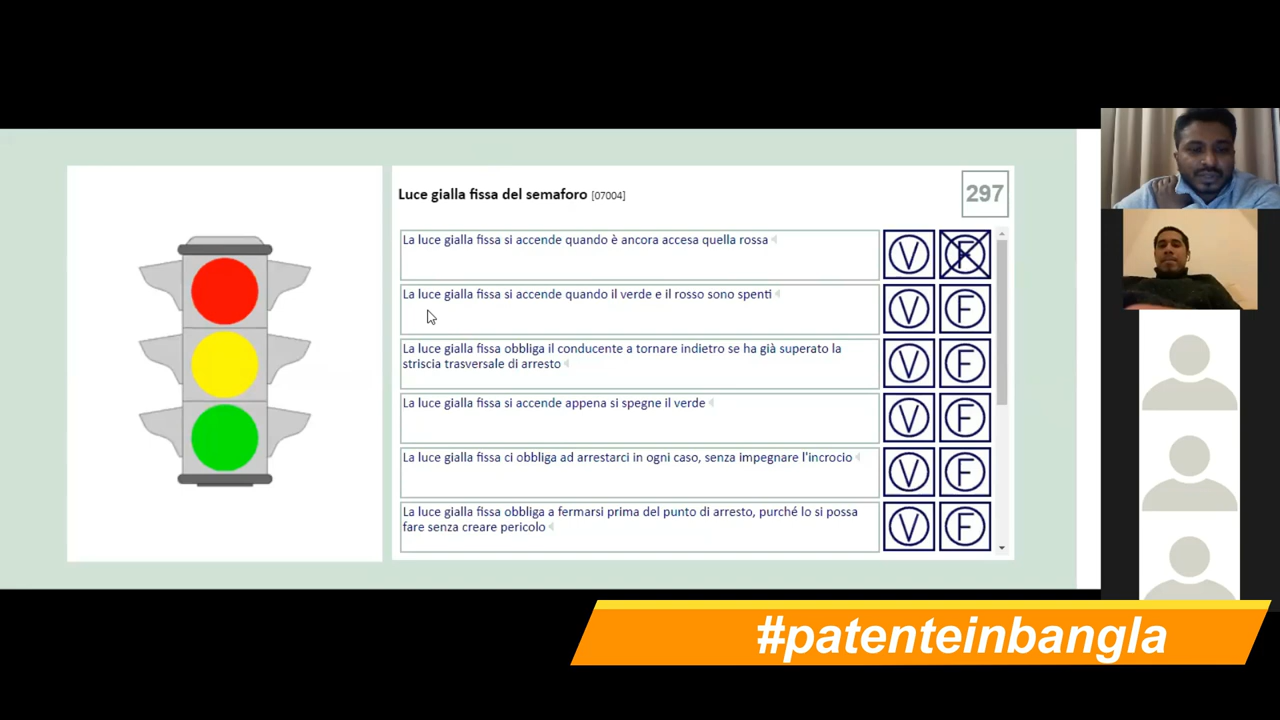 Luce gialla fissa del semaforo [07004]
297
La luce gialla fissa si accende quando è ancora accesa quella rossa
V F
La luce gialla fissa si accende quando il verde e il rosso sono spenti
V F
La luce gialla fissa obbliga il conducente a tornare indietro se ha già superato la
striscia trasversale di arresto
V F
La luce gialla fissa si accende appena si spegne il verde
V F
La luce gialla fissa ci obbliga ad arrestarci in ogni caso, senza impegnare l'incrocio
V F
La luce gialla fissa obbliga a fermarsi prima del punto di arresto, purché lo si possa
fare senza creare pericolo
V F
#patenteinbangla